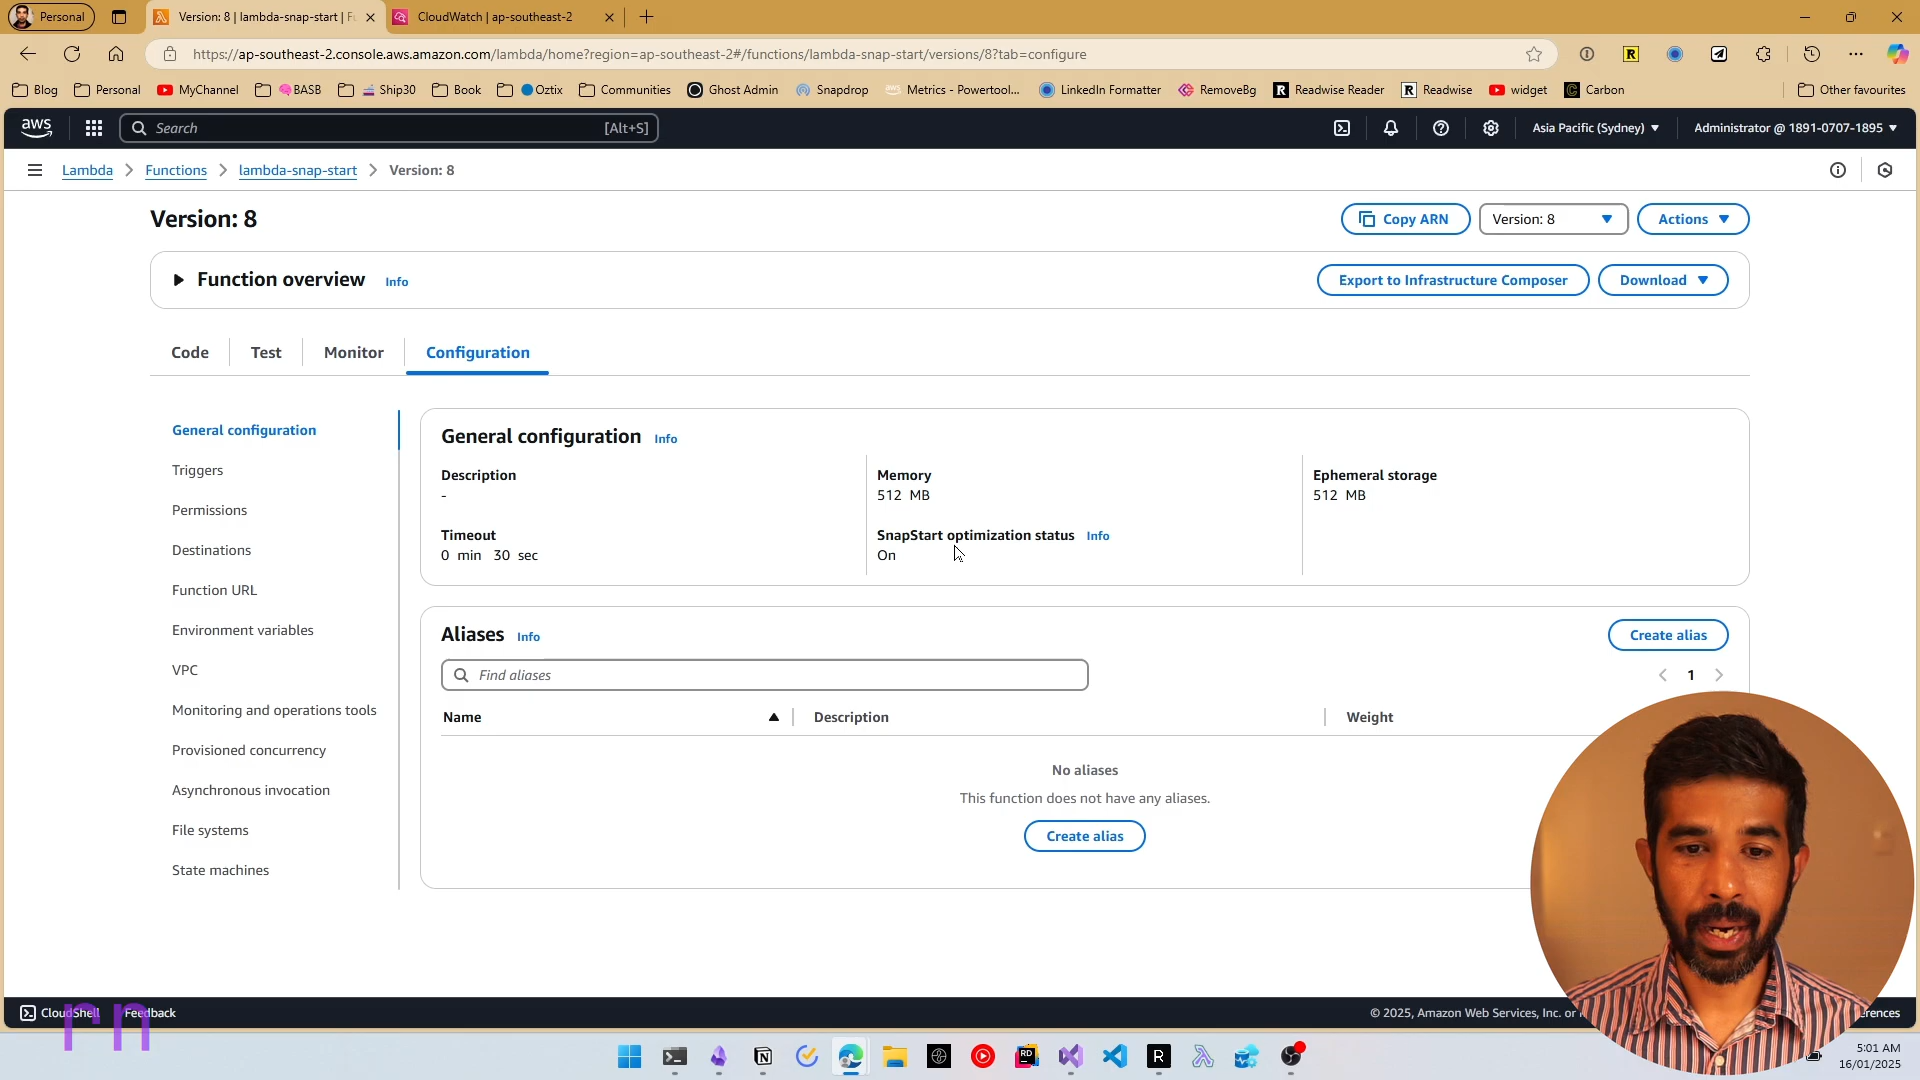 Personal
Version: 8 | lambda-snap-start | Fu
CloudWatch | ap-southeast-2
https://ap-southeast-2.console.aws.amazon.com/lambda/home?region=ap-southeast-2#/functions/lambda-snap-start/versions/8?tab=configure
Blog
Personal
MyChannel
BASB
Ship30
Book
Oztix
Communities
Ghost Admin
Snapdrop
Metrics - Powertool...
LinkedIn Formatter
RemoveBg
Readwise Reader
Readwise
widget
Carbon
Other favourites
aws
Search
[Alt+S]
Asia Pacific (Sydney)
Administrator @ 1891-0707-1895
Lambda
Functions
lambda-snap-start
Version: 8
Version: 8
Copy ARN
Version: 8
Actions
Function overview
Info
Export to Infrastructure Composer
Download
Code
Test
Monitor
Configuration
General configuration
Triggers
Permissions
Destinations
Function URL
Environment variables
VPC
Monitoring and operations tools
Provisioned concurrency
Asynchronous invocation
File systems
State machines
General configuration
Info
Description
-
Memory
512 MB
Ephemeral storage
512 MB
Timeout
0 min 30 sec
SnapStart optimization status
Info
On
Aliases
Info
Create alias
Find aliases
1
Name
Description
Weight
No aliases
This function does not have any aliases.
Create alias
CloudShell
Feedback
© 2025, Amazon Web Services, Inc. or
rn
5:01 AM
16/01/2025